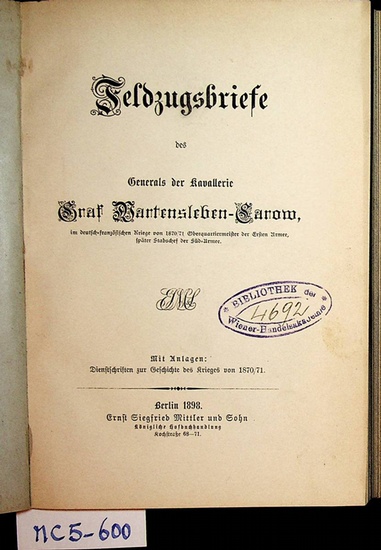 Feldzugsbriefe
des
Generals der Kavallerie
Graf Wartensleben-Carow,
im deutsch-französischen Kriege von 1870/71 Oberquartiermeister der Ersten Armee,
später Stabschef der Süd-Armee.
BIBLIOTHEK der
4692
Wiener-Handelsakademie
Mit Anlagen:
Dienstschriften zur Geschichte des Krieges von 1870/71.
Berlin 1898.
Ernst Siegfried Mittler und Sohn
Königliche Hofbuchhandlung
Kochstraße 68—71.
NC5-600